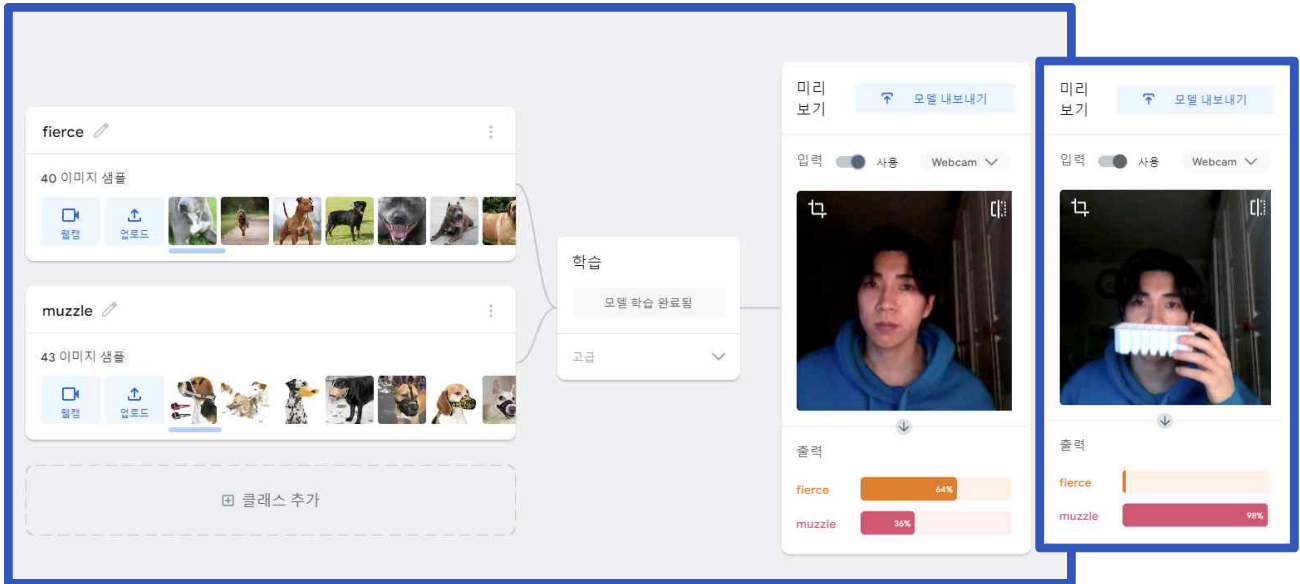 fierce
40 이미지 샘플
웹캠
업로드
muzzle
43 이미지 샘플
웹캠
업로드
클래스 추가
학습
모델 학습 완료됨
고급
미리
보기
모델 내보내기
입력
사용
Webcam
출력
fierce
64%
muzzle
36%
미리
보기
모델 내보내기
입력
사용
Webcam
출력
fierce
muzzle
98%